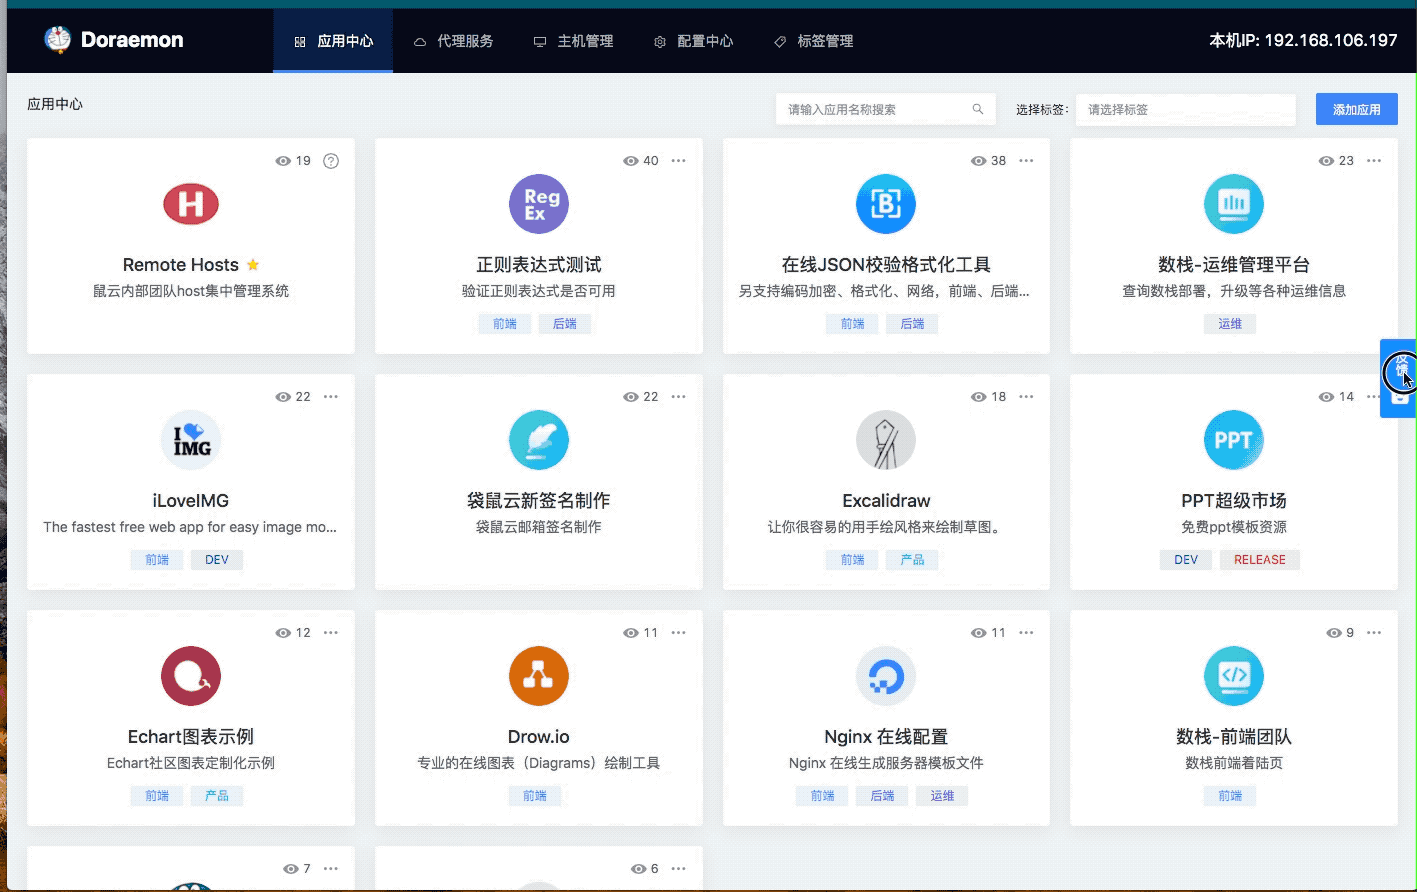 Doraemon
应用中心
代理服务
主机管理
配置中心
标签管理
本机IP: 192.168.106.197
应用中心
请输入应用名称搜索
选择标签:
请选择标签
添加应用
19
H
Remote Hosts
鼠云内部团队host集中管理系统
40
Reg
Ex
正则表达式测试
验证正则表达式是否可用
前端
后端
38
B
在线JSON校验格式化工具
另支持编码加密、格式化、网络，前端、后端...
前端
后端
23
数栈-运维管理平台
查询数栈部署，升级等各种运维信息
运维
反馈
22
I
IMG
iLoveIMG
The fastest free web app for easy image mo...
前端
DEV
22
袋鼠云新签名制作
袋鼠云邮箱签名制作
18
Excalidraw
让你很容易的用手绘风格来绘制草图。
前端
产品
14
PPT
PPT超级市场
免费ppt模板资源
DEV
RELEASE
12
Echart图表示例
Echart社区图表定制化示例
前端
产品
11
Drow.io
专业的在线图表（Diagrams）绘制工具
前端
11
Nginx 在线配置
Nginx 在线生成服务器模板文件
前端
后端
运维
9
</>
数栈-前端团队
数栈前端着陆页
前端
7
6